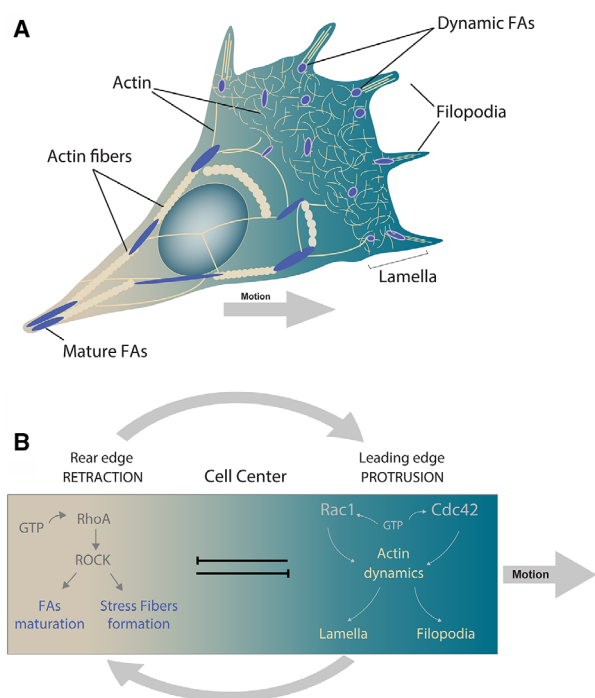 A
Dynamic FAs
Actin
Filopodia
Actin fibers
Lamella
Motion
Mature FAs
B
Rear edge
RETRACTION
Cell Center
Leading edge
PROTRUSION
GTP
RhoA
ROCK
FAs
maturation
Stress Fibers
formation
Rac1
GTP
Cdc42
Actin
dynamics
Lamella
Filopodia
Motion